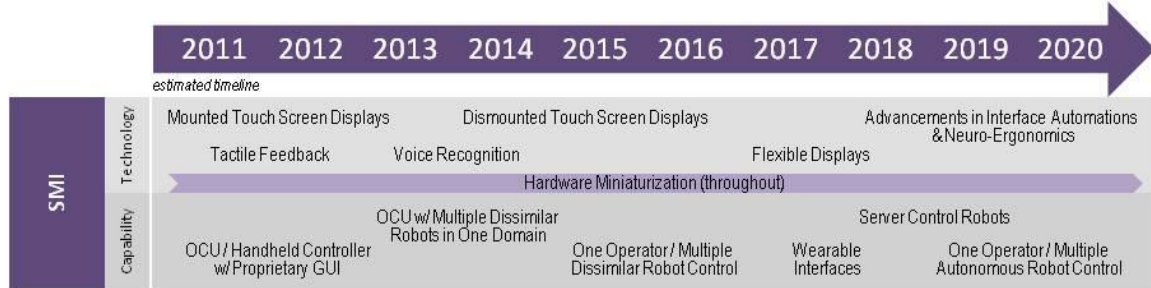 2011 2012 2013 2014 2015 2016 2017 2018 2019 2020
estimated timeline
SMI
Technology
Mounted Touch Screen Displays
Dismounted Touch Screen Displays
Advancements in Interface Automations
&Neuro-Ergonomics
Tactile Feedback
Voice Recognition
Flexible Displays
Hardware Miniaturization (throughout)
Capability
OCU w/ Multiple Dissimilar
Robots in One Domain
Server Control Robots
OCU / Handheld Controller
w/ Proprietary GUI
One Operator / Multiple
Dissimilar Robot Control
Wearable
Interfaces
One Operator / Multiple
Autonomous Robot Control